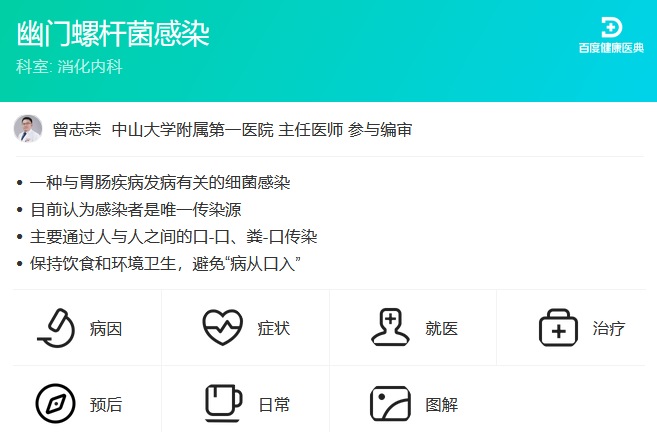 幽门螺杆菌感染
科室: 消化内科
百度健康医典
曾志荣 中山大学附属第一医院 主任医师 参与编审
• 一种与胃肠疾病发病有关的细菌感染
• 目前认为感染者是唯一传染源
• 主要通过人与人之间的口-口、粪-口传染
• 保持饮食和环境卫生，避免“病从口入”
病因 症状 就医 治疗
预后 日常 图解